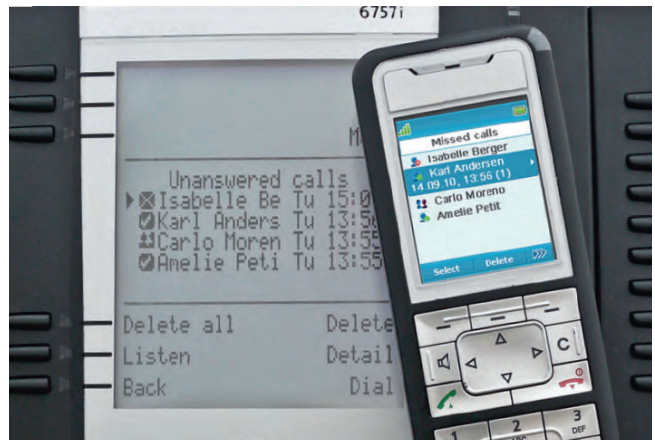 6757i
Unanswered calls
Isabelle Be Tu 15:0
Karl Anders Tu 13:56
Carlo Moren Tu 13:55
Amelie Peti Tu 13:55
Delete all Delete
Listen Detail
Back Dial
Missed calls
Isabelle Berger
Karl Andersen
14.09.10, 13:56 (1)
Carlo Moreno
Amelie Petit
Select Delete
C
1 2 3
ABC DEF